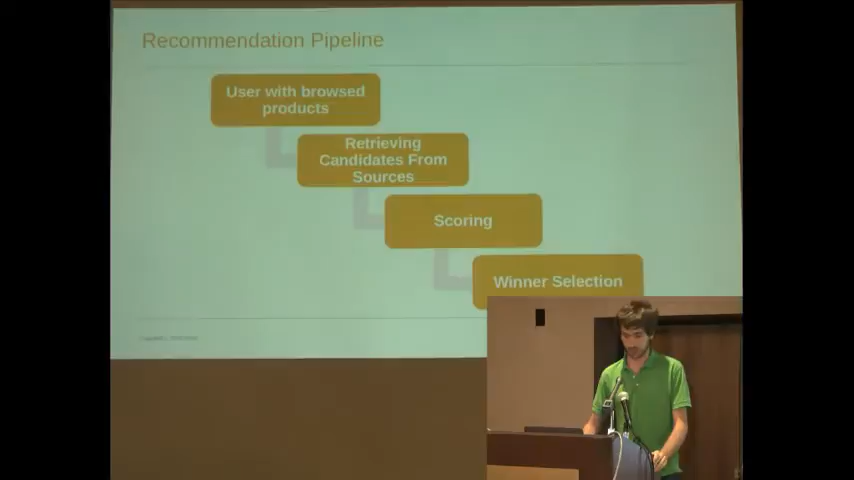 Recommendation Pipeline
User with browsed
products
Retrieving
Candidates From
Sources
Scoring
Winner Selection